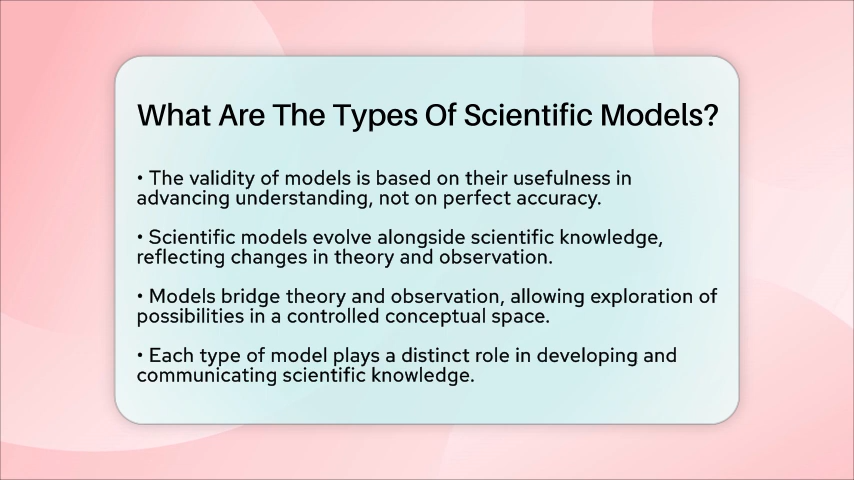 What Are The Types Of Scientific Models?
• The validity of models is based on their usefulness in
advancing understanding, not on perfect accuracy.
• Scientific models evolve alongside scientific knowledge,
reflecting changes in theory and observation.
• Models bridge theory and observation, allowing exploration of
possibilities in a controlled conceptual space.
• Each type of model plays a distinct role in developing and
communicating scientific knowledge.